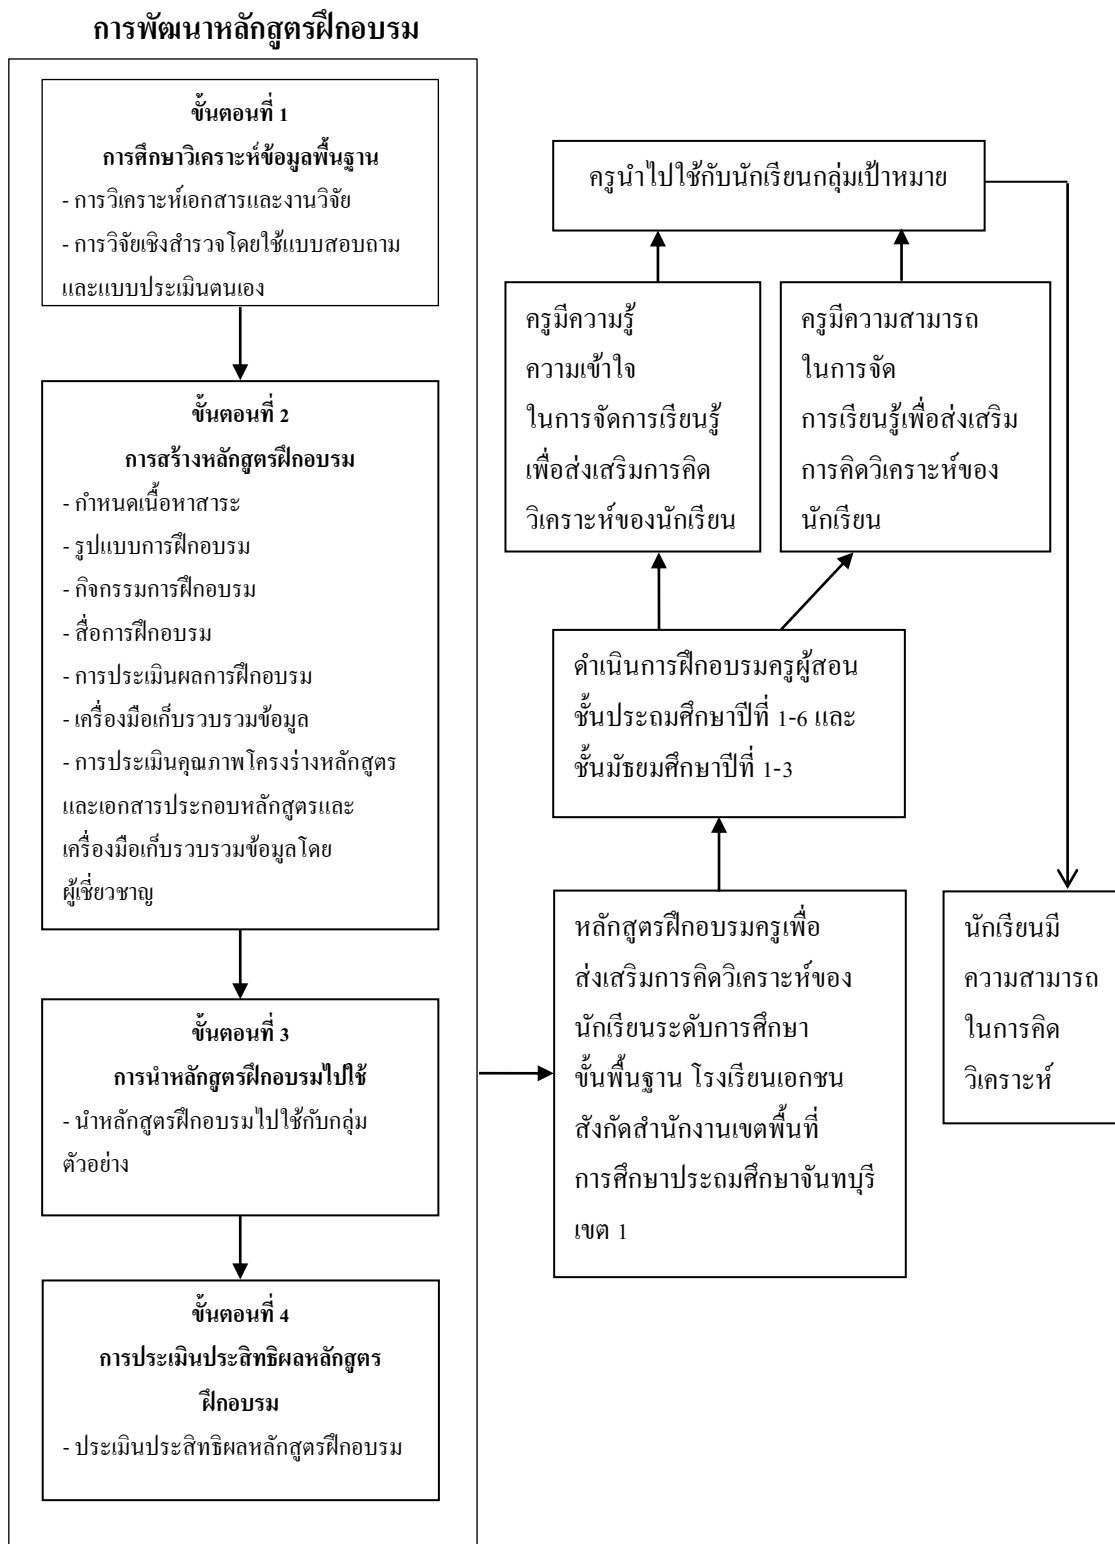 การพัฒนาหลักสูตรฝึกอบรม
ขั้นตอนที่ 1
การศึกษาวิเคราะห์ข้อมูลพื้นฐาน
- การวิเคราะห์เอกสารและงานวิจัย
- การวิจัยเชิงสำรวจโดยใช้แบบสอบถาม
และแบบประเมินตนเอง
ขั้นตอนที่ 2
การสร้างหลักสูตรฝึกอบรม
- กำหนดเนื้อหาสาระ
- รูปแบบการฝึกอบรม
- กิจกรรมการฝึกอบรม
- สื่อการฝึกอบรม
- การประเมินผลการฝึกอบรม
- เครื่องมือเก็บรวบรวมข้อมูล
- การประเมินคุณภาพโครงร่างหลักสูตร
และเอกสารประกอบหลักสูตรและ
เครื่องมือเก็บรวบรวมข้อมูลโดย
ผู้เชี่ยวชาญ
ขั้นตอนที่ 3
การนำหลักสูตรฝึกอบรมไปใช้
- นำหลักสูตรฝึกอบรมไปใช้กับกลุ่ม
ตัวอย่าง
ขั้นตอนที่ 4
การประเมินประสิทธิผลหลักสูตร
ฝึกอบรม
- ประเมินประสิทธิผลหลักสูตรฝึกอบรม
ครูนำไปใช้กับนักเรียนกลุ่มเป้าหมาย
ครูมีความรู้
ความเข้าใจ
ในการจัดการเรียนรู้
เพื่อส่งเสริมการคิด
วิเคราะห์ของนักเรียน
ครูมีความสามารถ
ในการจัด
การเรียนรู้เพื่อส่งเสริม
การคิดวิเคราะห์ของ
นักเรียน
ดำเนินการฝึกอบรมครูผู้สอน
ชั้นประถมศึกษาปีที่ 1-6 และ
ชั้นมัธยมศึกษาปีที่ 1-3
หลักสูตรฝึกอบรมครูเพื่อ
ส่งเสริมการคิดวิเคราะห์ของ
นักเรียนระดับการศึกษา
ขั้นพื้นฐาน โรงเรียนเอกชน
สังกัดสำนักงานเขตพื้นที่
การศึกษาประถมศึกษาจันทบุรี
เขต 1
นักเรียนมี
ความสามารถ
ในการคิด
วิเคราะห์